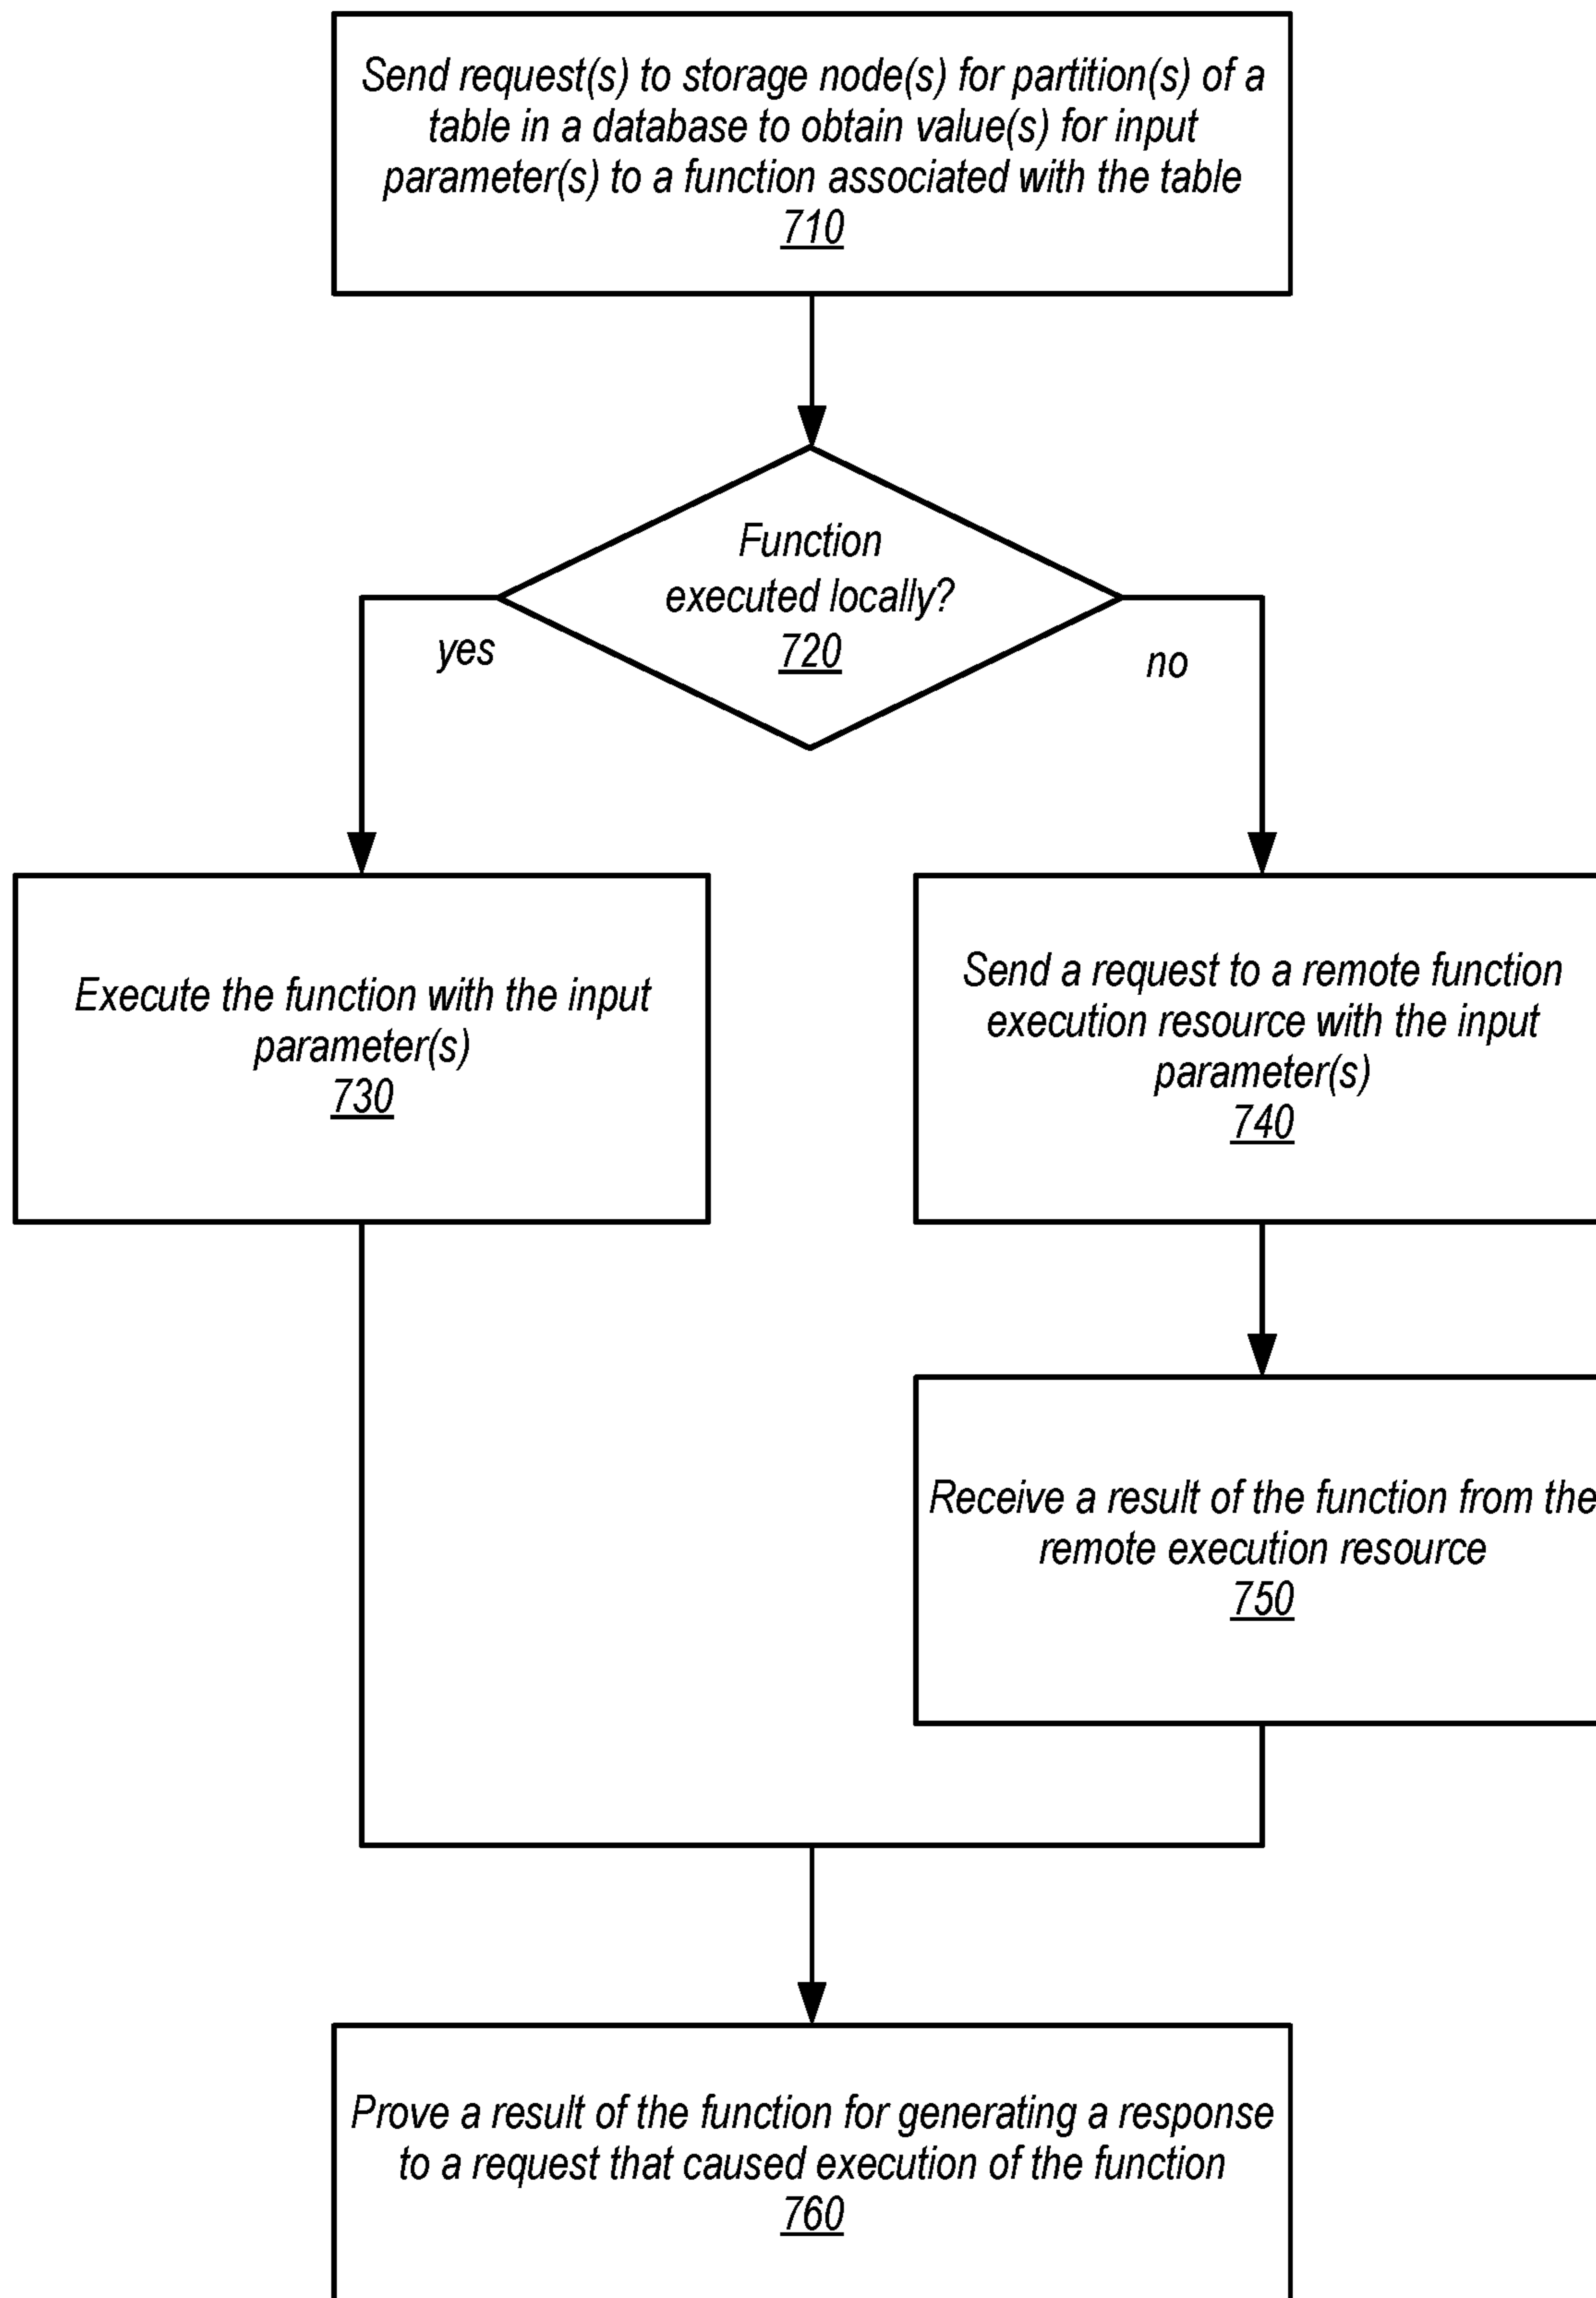 Send request(s) to storage node(s) for partition(s) of a
table in a database to obtain value(s) for input
parameter(s) to a function associated with the table
710
Function
executed locally?
720
yes
no
Execute the function with the input
parameter(s)
730
Send a request to a remote function
execution resource with the input
parameter(s)
740
Receive a result of the function from the
remote execution resource
750
Prove a result of the function for generating a response
to a request that caused execution of the function
760